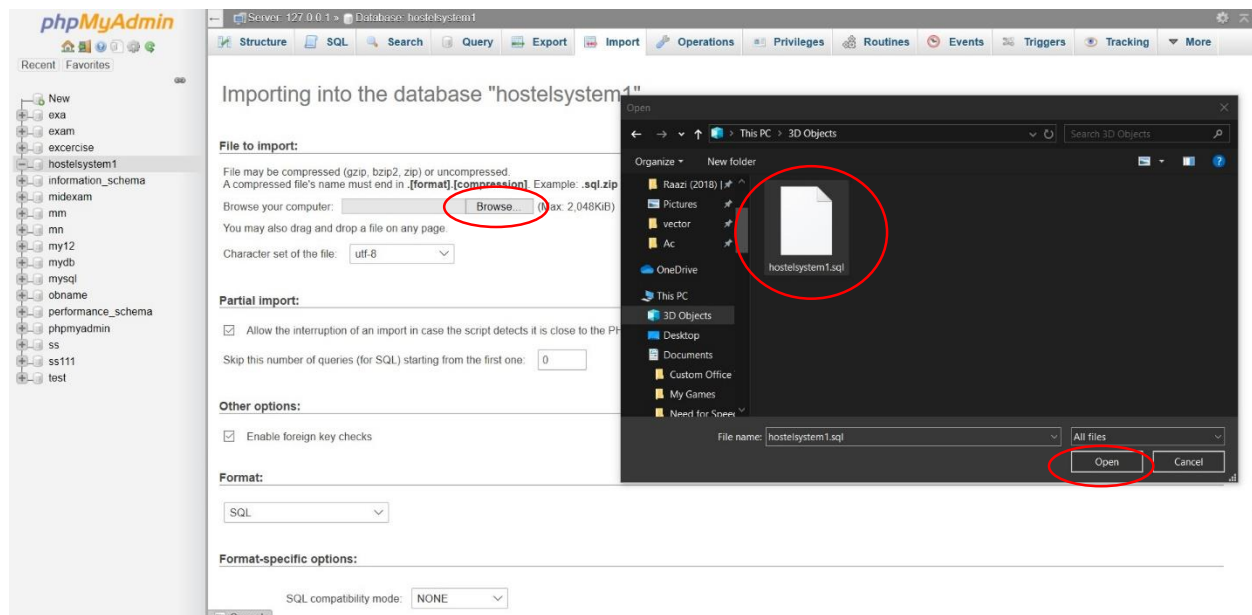 phpMyAdmin
Recent Favorites
New
exa
exam
excercise
hostelsystem1
information_schema
midexam
mm
mn
my12
mydb
mysql
obname
performance_schema
phpmyadmin
ss
ss111
test
Server: 127.0.0.1 » Database: hostelsystem1
Structure SQL Search Query Export Import Operations Privileges Routines Events Triggers Tracking More
Importing into the database "hostelsystem1"
File to import:
File may be compressed (gzip, bzip2, zip) or uncompressed.
A compressed file's name must end in .[format].[compression]. Example: .sql.zip
Browse your computer: Browse... (Max: 2,048KiB)
You may also drag and drop a file on any page.
Character set of the file: utf-8
Partial import:
Allow the interruption of an import in case the script detects it is close to the PH
Skip this number of queries (for SQL) starting from the first one: 0
Other options:
Enable foreign key checks
Format:
SQL
Format-specific options:
SQL compatibility mode: NONE
Open
This PC > 3D Objects
Search 3D Objects
Organize New folder
Raazi (2018) |
Pictures
vector
Ac
OneDrive
This PC
3D Objects
Desktop
Documents
Custom Office
My Games
Need for Speed
hostelsystem1.sql
File name: hostelsystem1.sql
All files
Open Cancel